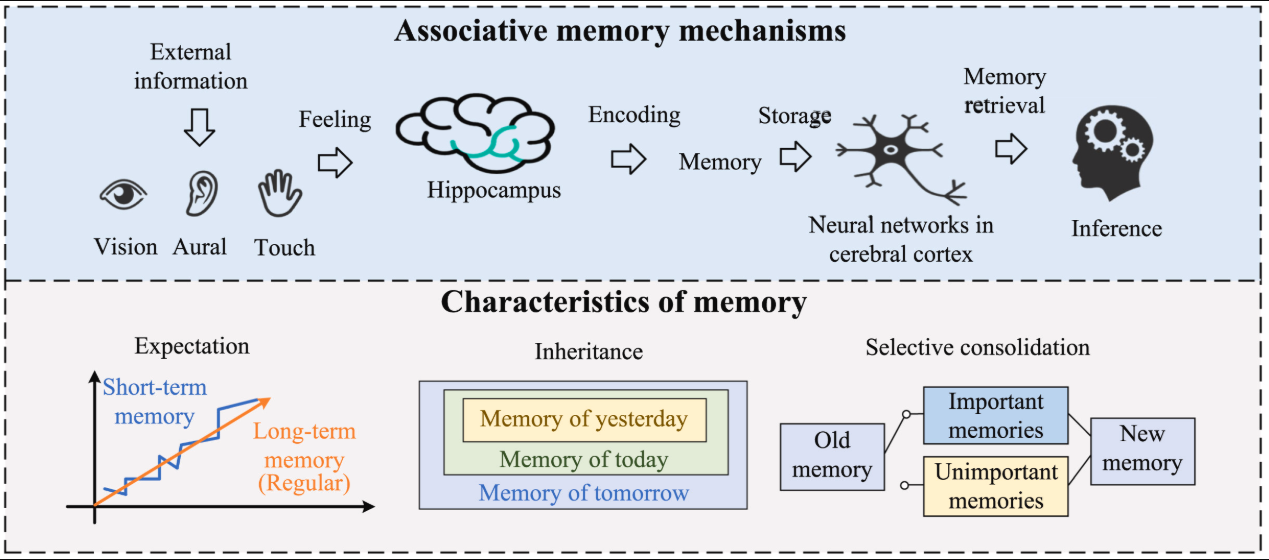 Associative memory mechanisms
External
information
Feeling
Vision
Aural
Touch
Hippocampus
Encoding
Memory
Storage
Neural networks in
cerebral cortex
Memory
retrieval
Inference
Characteristics of memory
Expectation
Short-term
memory
Long-term
memory
(Regular)
Inheritance
Memory of yesterday
Memory of today
Memory of tomorrow
Selective consolidation
Old
memory
Important
memories
Unimportant
memories
New
memory